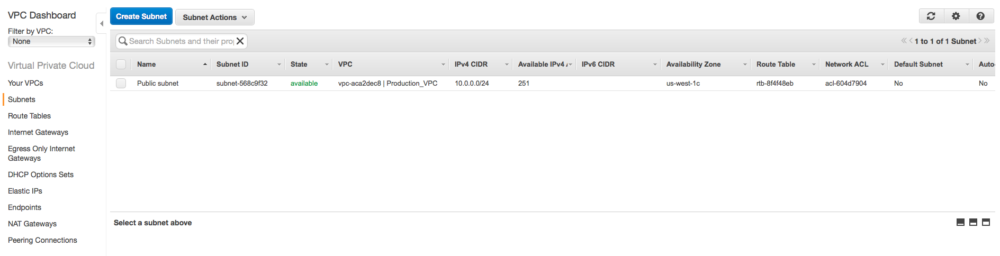 VPC Dashboard
Filter by VPC:
None
Virtual Private Cloud
Your VPCs
Subnets
Route Tables
Internet Gateways
Egress Only Internet
Gateways
DHCP Options Sets
Elastic IPs
Endpoints
NAT Gateways
Peering Connections
Create Subnet Subnet Actions
Search Subnets and their pro
1 to 1 of 1 Subnet
Name Subnet ID State VPC IPv4 CIDR Available IPv4 IPv6 CIDR Availability Zone Route Table Network ACL Default Subnet Auto-
Public subnet subnet-568c9f32 available vpc-aca2dec8 | Production_VPC 10.0.0.0/24 251 us-west-1c rtb-8f4f48eb acl-604d7904 No No
Select a subnet above